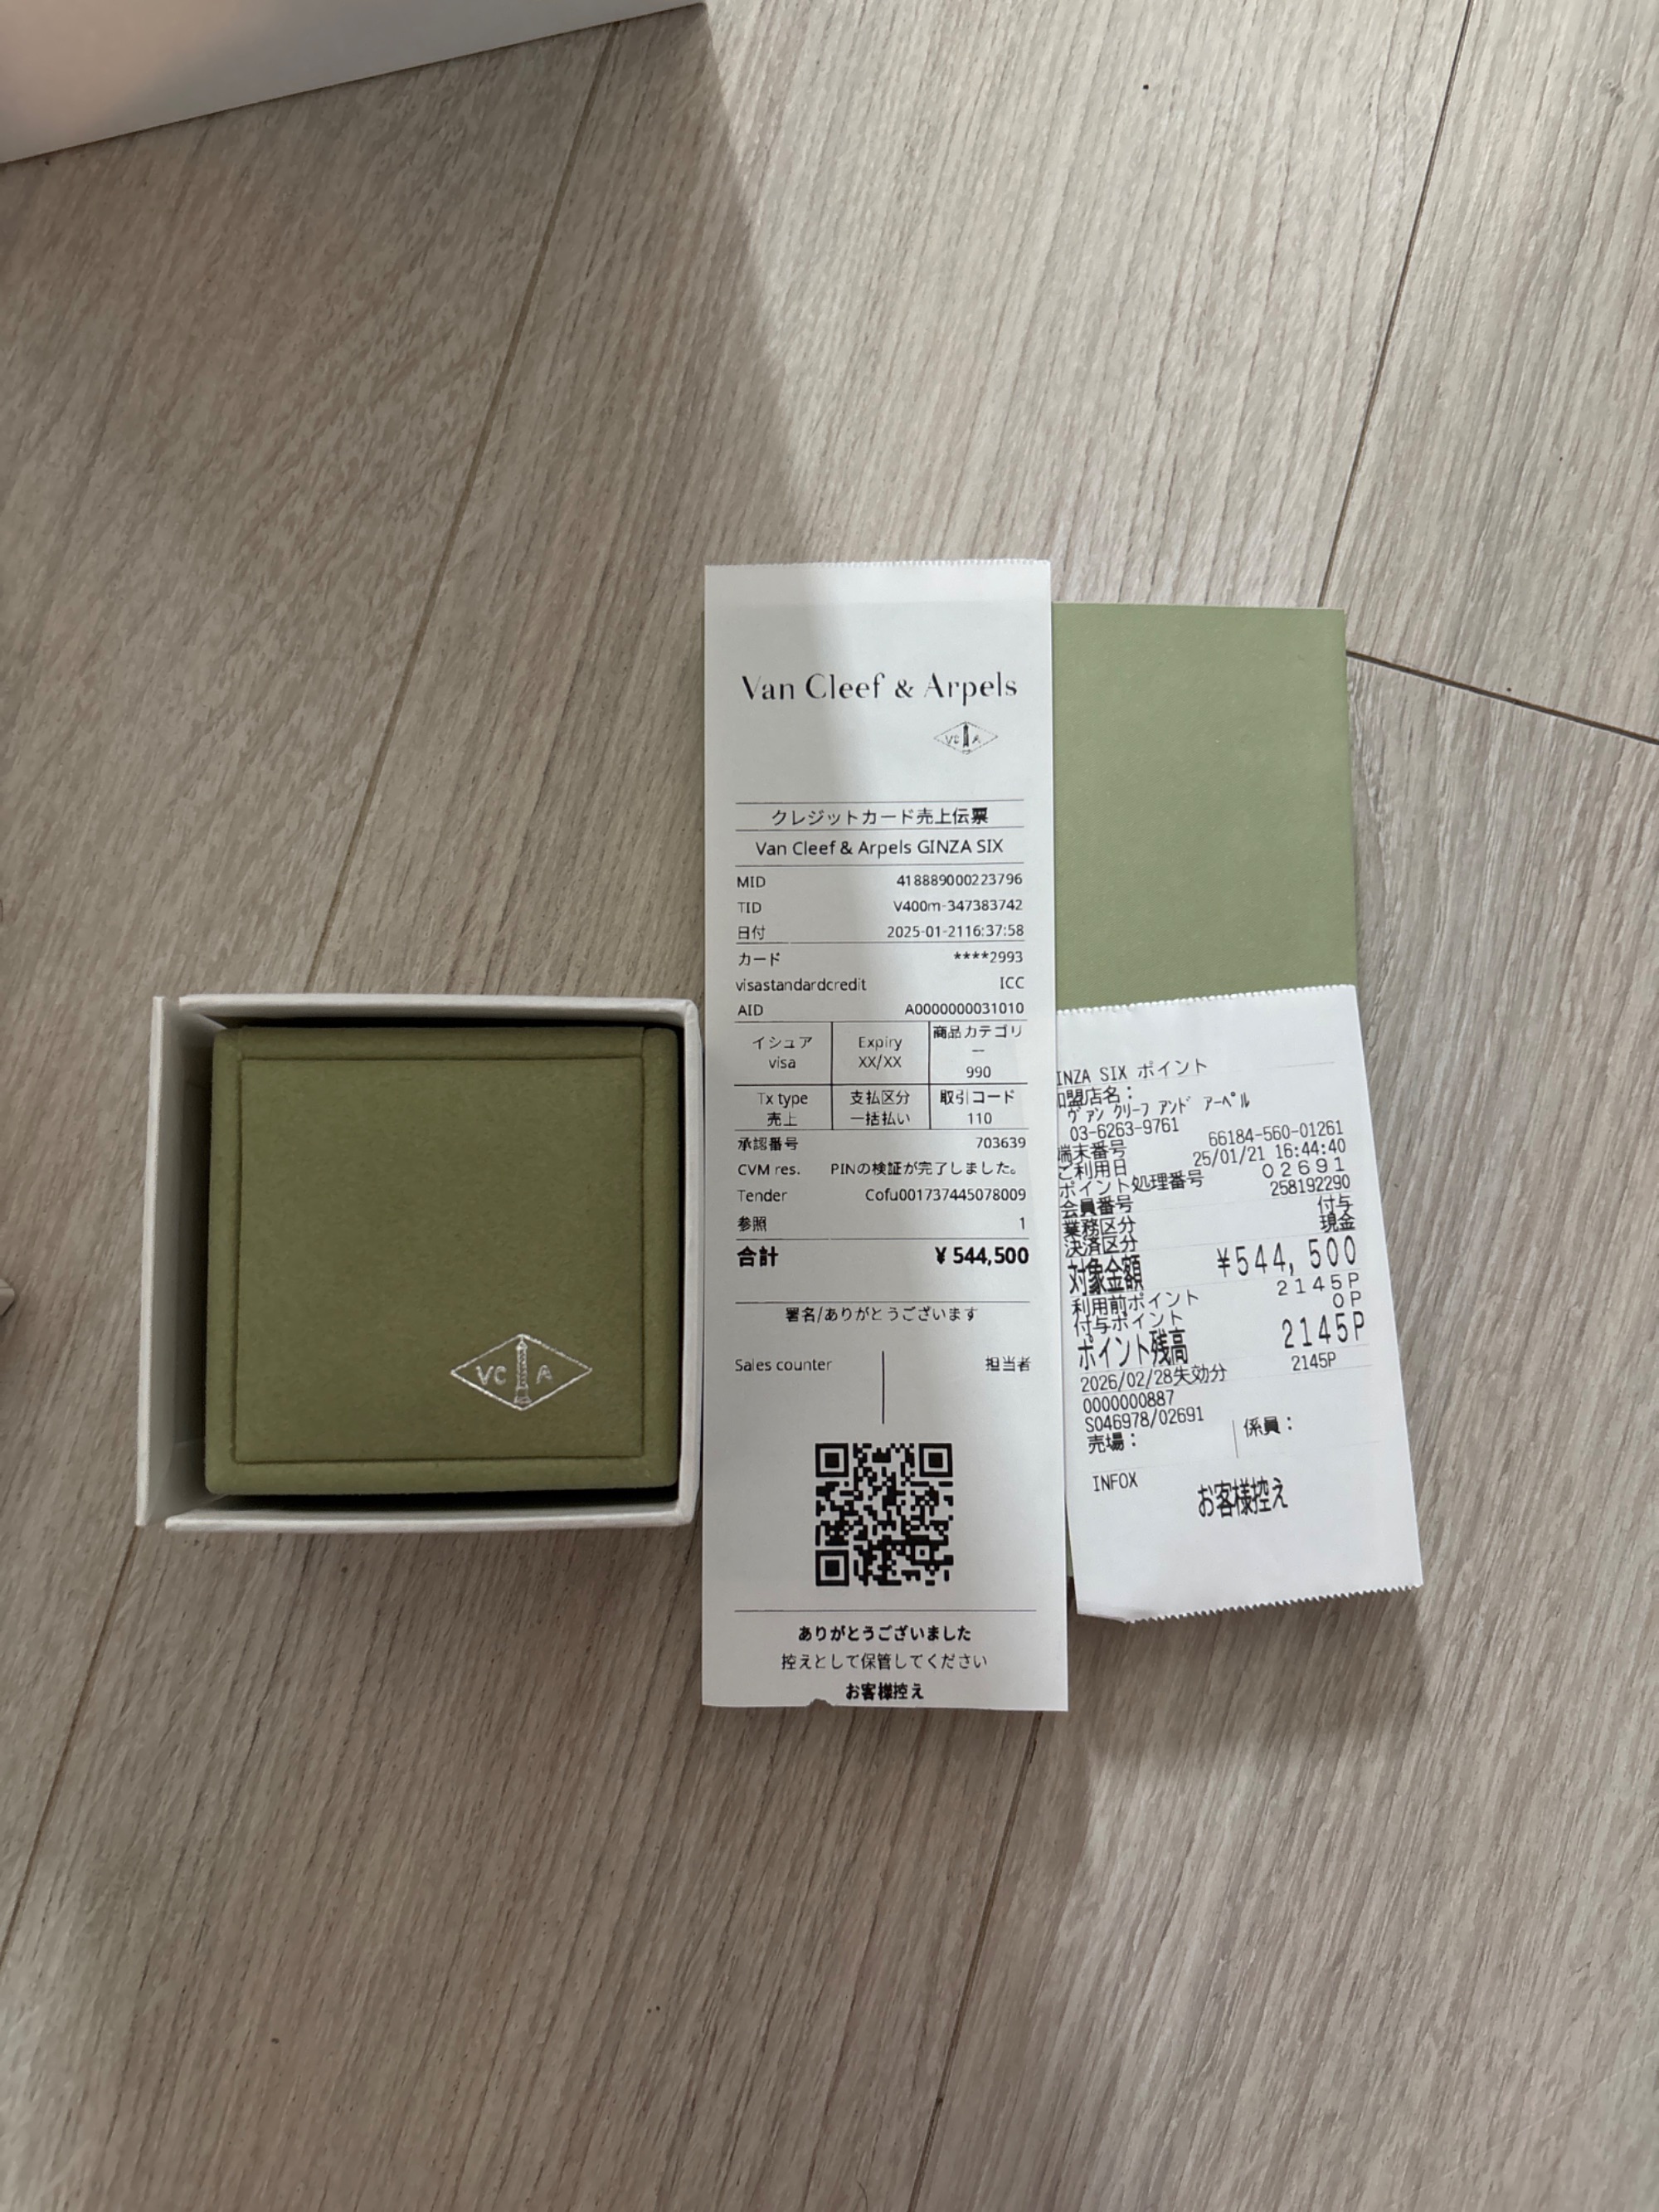 VC A
Van Cleef & Arpels
VC A
クレジットカード売上伝票
Van Cleef & Arpels GINZA SIX
MID 418889000223796
TID V400m-347383742
日付 2025-01-2116:37:58
カード ****2993
visastandardcredit ICC
AID A0000000031010
イシュア Expiry 商品カテゴリ
visa XX/XX ー
990
Tx type 支払区分 取引コード
売上 一括払い 110
承認番号 703639
CVM res. PINの検証が完了しました。
Tender Cofu001737445078009
参照 1
合計 ¥ 544,500
署名/ありがとうございます
Sales counter 担当者
ありがとうございました
控えとして保管してください
お客様控え
INZA SIX ポイント
加盟店名：
ヴァン クリーフ アンド アーペル
03-6263-9761
端末番号 66184-560-01261
ご利用日 25/01/21 16:44:40
ポイント処理番号 02691
会員番号 258192290
業務区分 付与
決済区分 現金
対象金額 ¥544,500
利用前ポイント 2145P
付与ポイント 0P
ポイント残高 2145P
2026/02/28失効分 2145P
0000000887
S046978/02691
売場： 係員：
INFOX
お客様控え